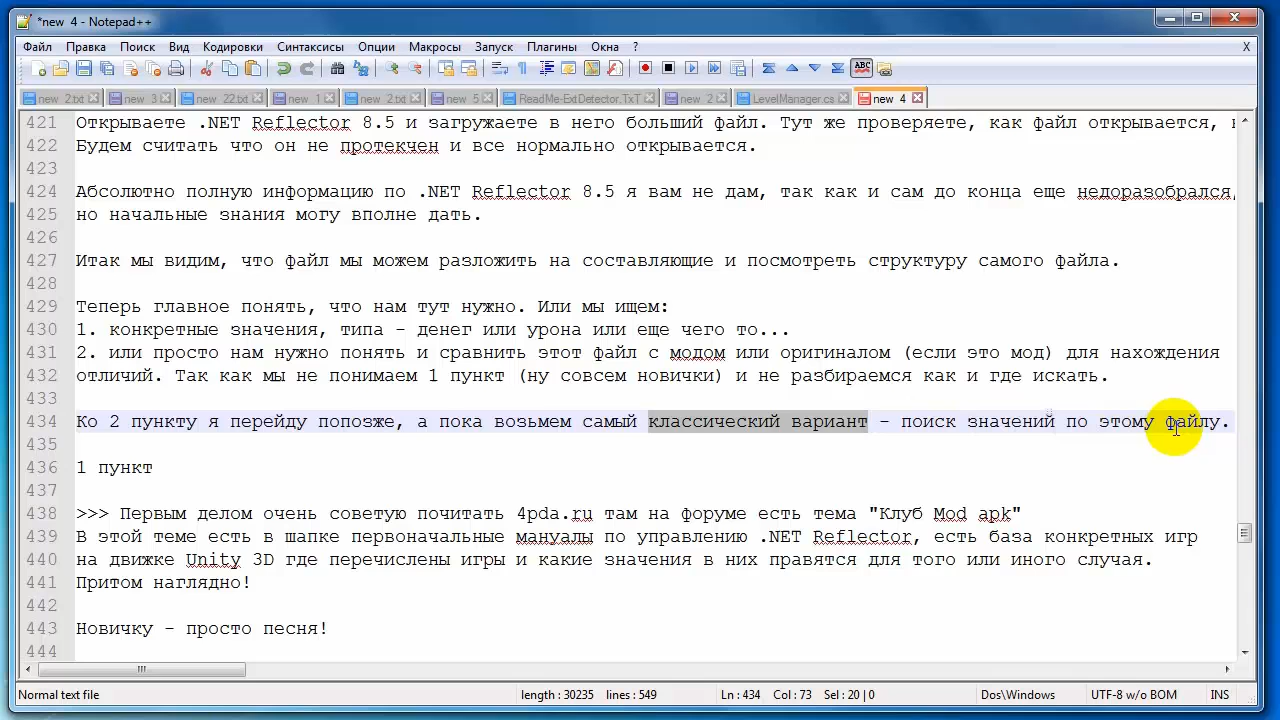 *new 4 - Notepad++
Файл Правка Поиск Вид Кодировки Синтаксисы Опции Макросы Запуск Плагины Окна ? X
new 2.txt new 3 new 22.txt new 1 new 2.txt new 5 ReadMe-ExtDetector.TxT new 2 LevelManager.cs new 4
421 Открываете .NET Reflector 8.5 и загружаете в него больший файл. Тут же проверяете, как файл открывается,
422 Будем считать что он не протекчен и все нормально открывается.
423
424 Абсолютно полную информацию по .NET Reflector 8.5 я вам не дам, так как и сам до конца еще недоразобрался,
425 но начальные знания могу вполне дать.
426
427 Итак мы видим, что файл мы можем разложить на составляющие и посмотреть структуру самого файла.
428
429 Теперь главное понять, что нам тут нужно. Или мы ищем:
430 1. конкретные значения, типа - денег или урона или еще чего то...
431 2. или просто нам нужно понять и сравнить этот файл с модом или оригиналом (если это мод) для нахождения
432 отличий. Так как мы не понимаем 1 пункт (ну совсем новички) и не разбираемся как и где искать.
433
434 Ко 2 пункту я перейду попозже, а пока возьмем самый классический вариант - поиск значений по этому файлу.
435
436 1 пункт
437
438 >>> Первым делом очень советую почитать 4pda.ru там на форуме есть тема "Клуб Mod apk"
439 В этой теме есть в шапке первоначальные мануалы по управлению .NET Reflector, есть база конкретных игр
440 на движке Unity 3D где перечислены игры и какие значения в них правятся для того или иного случая.
441 Притом наглядно!
442
443 Новичку - просто песня!
444
Normal text file length : 30235 lines : 549 Ln : 434 Col : 73 Sel : 20 | 0 Dos\Windows UTF-8 w/o BOM INS